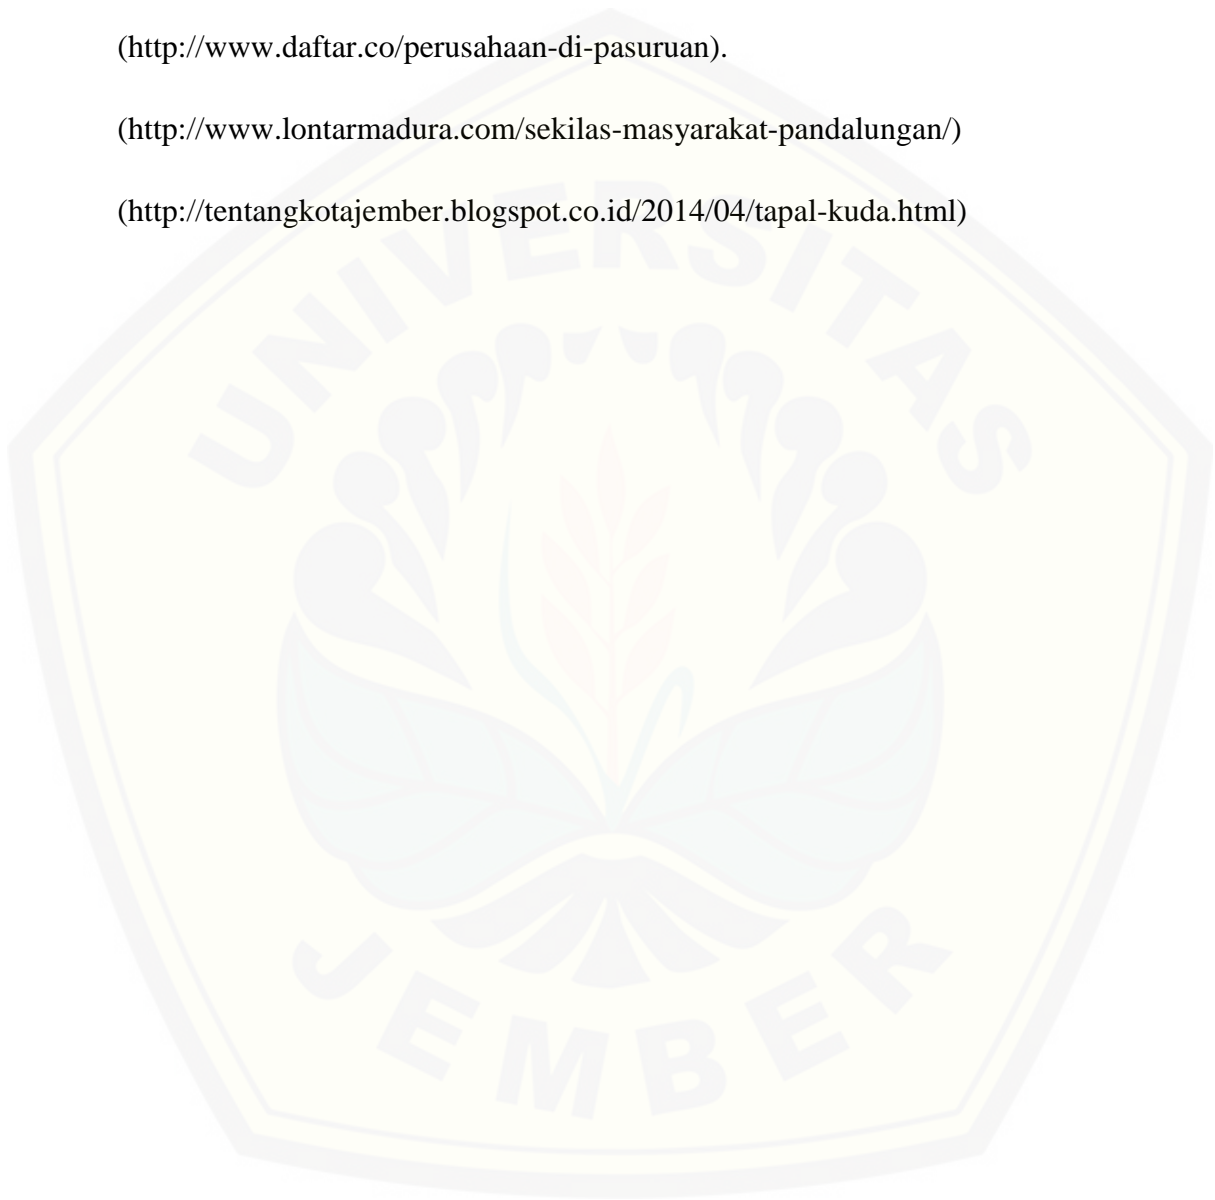 (http://www.daftar.co/perusahaan-di-pasuruan).
(http://www.lontarmadura.com/sekilas-masyarakat-pandalungan/)
(http://tentangkotajember.blogspot.co.id/2014/04/tapal-kuda.html)
UNIVERSITAS
JEMBER